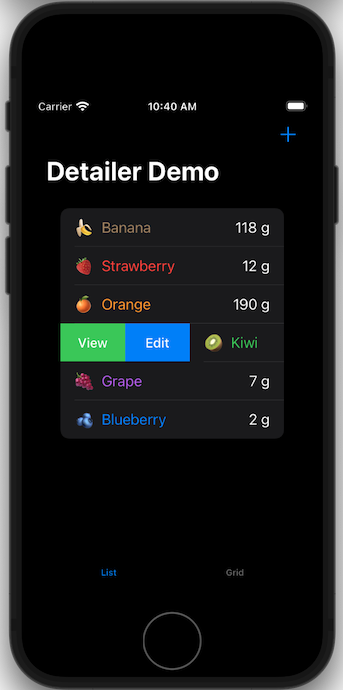 Carrier 10:40 AM
+
Detailer Demo
Banana 118 g
Strawberry 12 g
Orange 190 g
View Edit Kiwi
Grape 7 g
Blueberry 2 g
List Grid